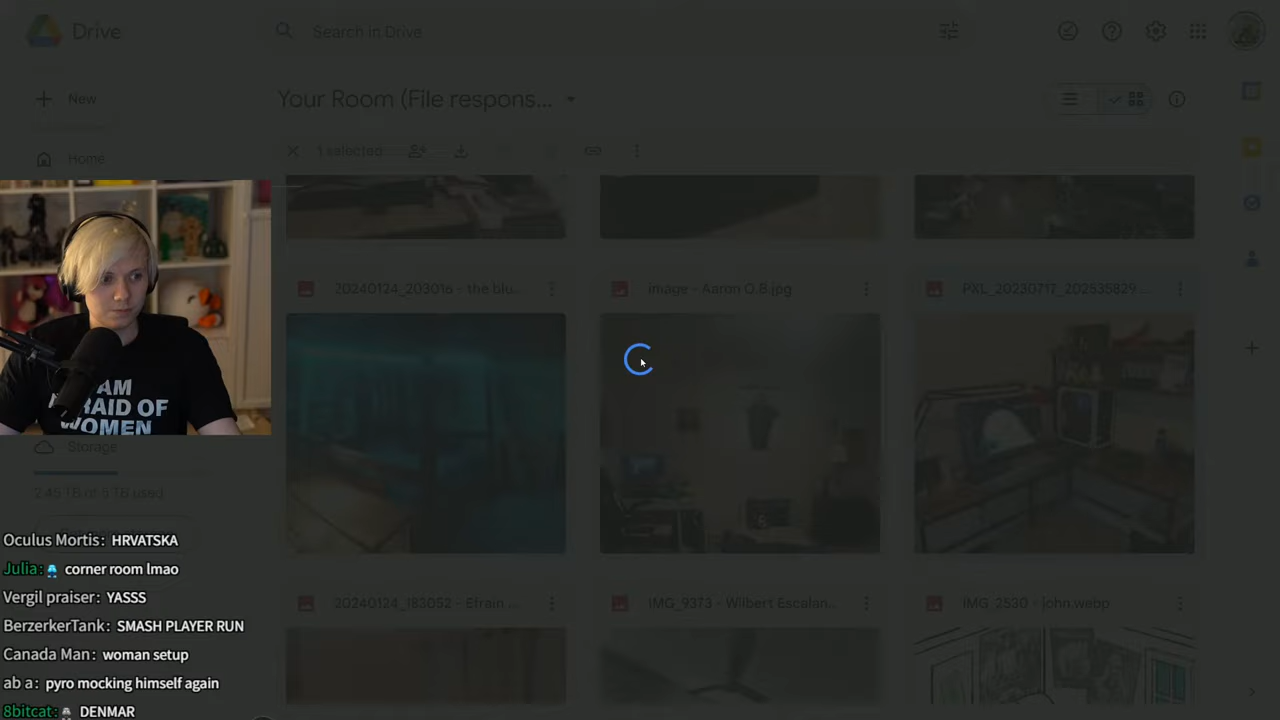 Drive
Search in Drive
New
Your Room (File respons...
Home
1 selected
20240124_203016 - the blu...
image - Aaron O.B.jpg
PXL_20230717_202535829 ...
AM
RAID OF
WOMEN
Storage
2.45 TB of 5 TB used
Oculus Mortis: HRVATSKA
Julia: corner room lmao
Vergil praiser: YASSS
20240124_183052 - Efrain ...
IMG_9373 - Wilbert Escalan...
IMG_2530 - john.webp
BerzerkerTank: SMASH PLAYER RUN
Canada Man: woman setup
ab a: pyro mocking himself again
8bitcat: DENMAR